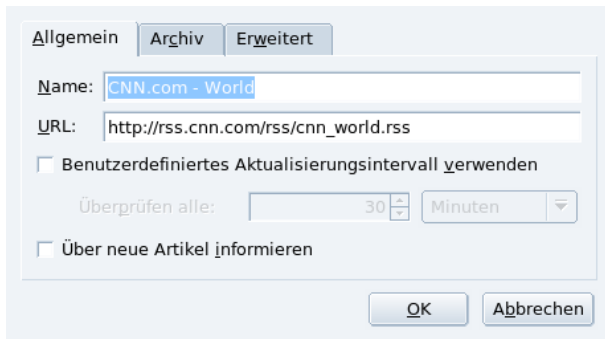 Allgemein Archiv Erweitert
Name: CNN.com - World
URL: http://rss.cnn.com/rss/cnn_world.rss
Benutzerdefiniertes Aktualisierungsintervall verwenden
Überprüfen alle: 30 Minuten
Über neue Artikel informieren
OK Abbrechen